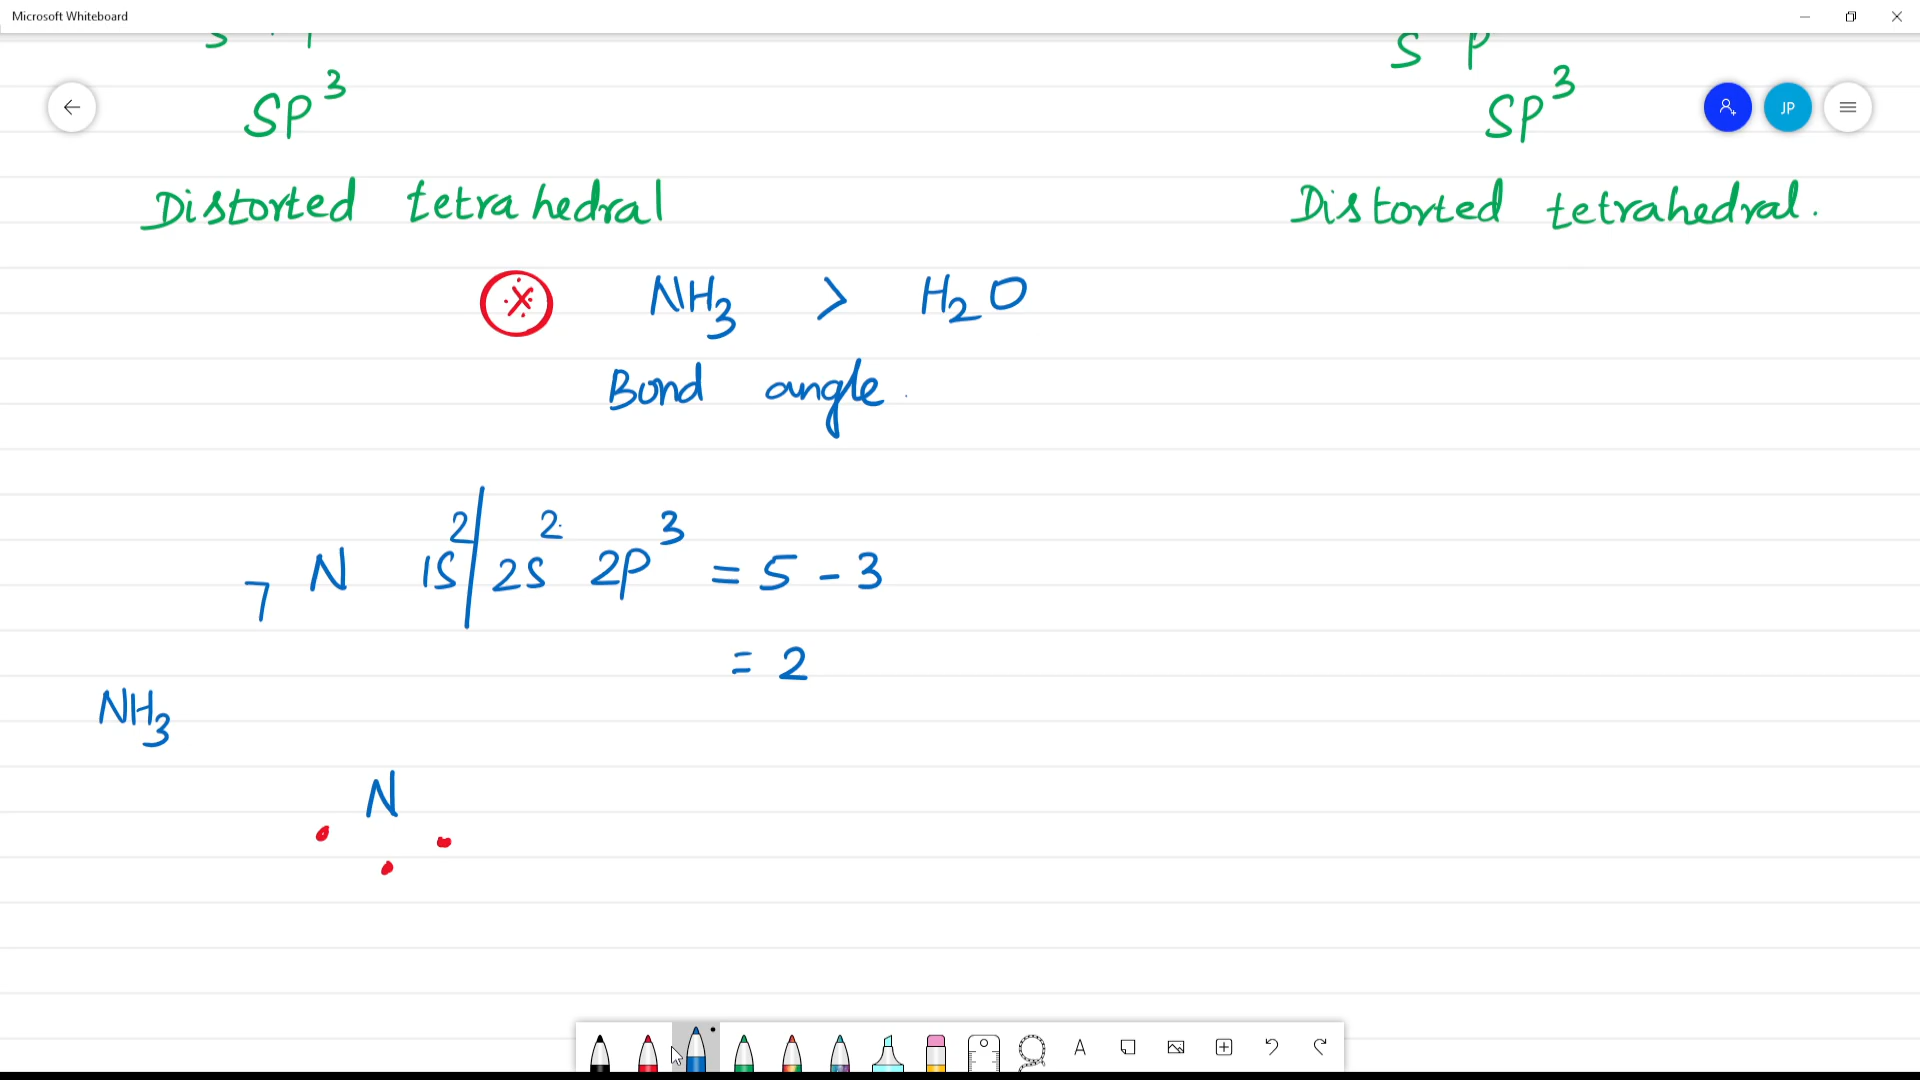 Microsoft Whiteboard
S P
SP³
SP³
JP
Distorted tetrahedral
Distorted tetrahedral.
NH₃ > H₂O
Bond angle.
₇N 1S² | 2S² 2P³ = 5 - 3
= 2
NH₃
N
A